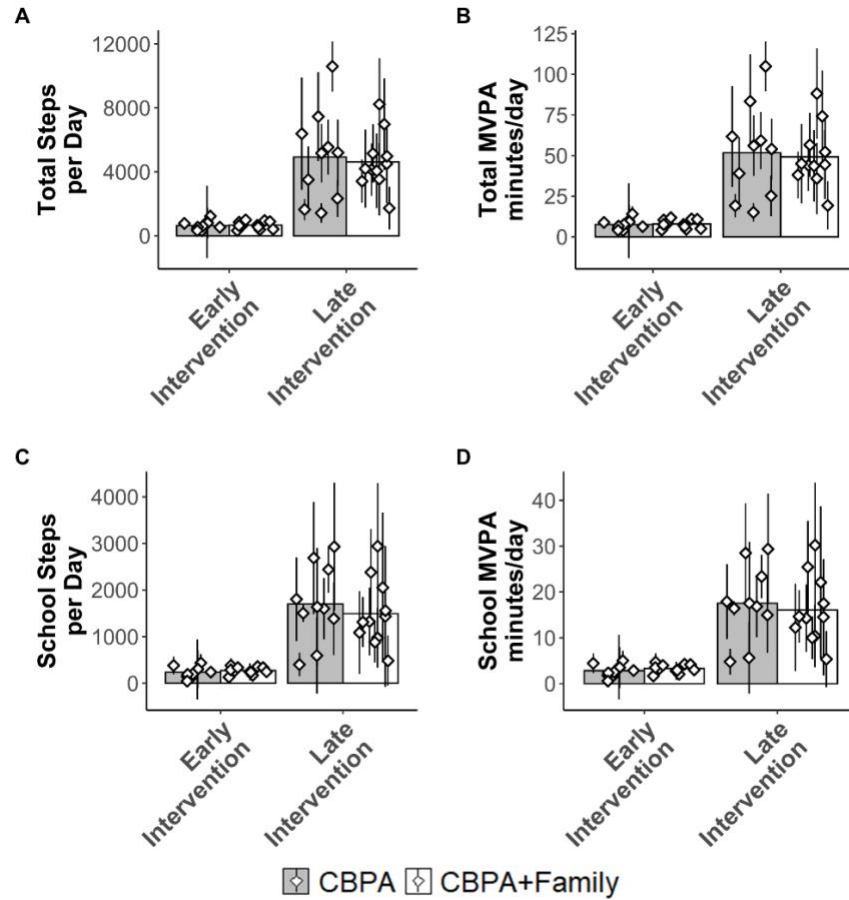 A
Total Steps
per Day
12000
8000
4000
0
Early
Intervention
Late
Intervention
B
Total MVPA
minutes/day
125
100
75
50
25
0
Early
Intervention
Late
Intervention
C
School Steps
per Day
4000
3000
2000
1000
0
Early
Intervention
Late
Intervention
D
School MVPA
minutes/day
40
30
20
10
0
Early
Intervention
Late
Intervention
CBPA CBPA+Family